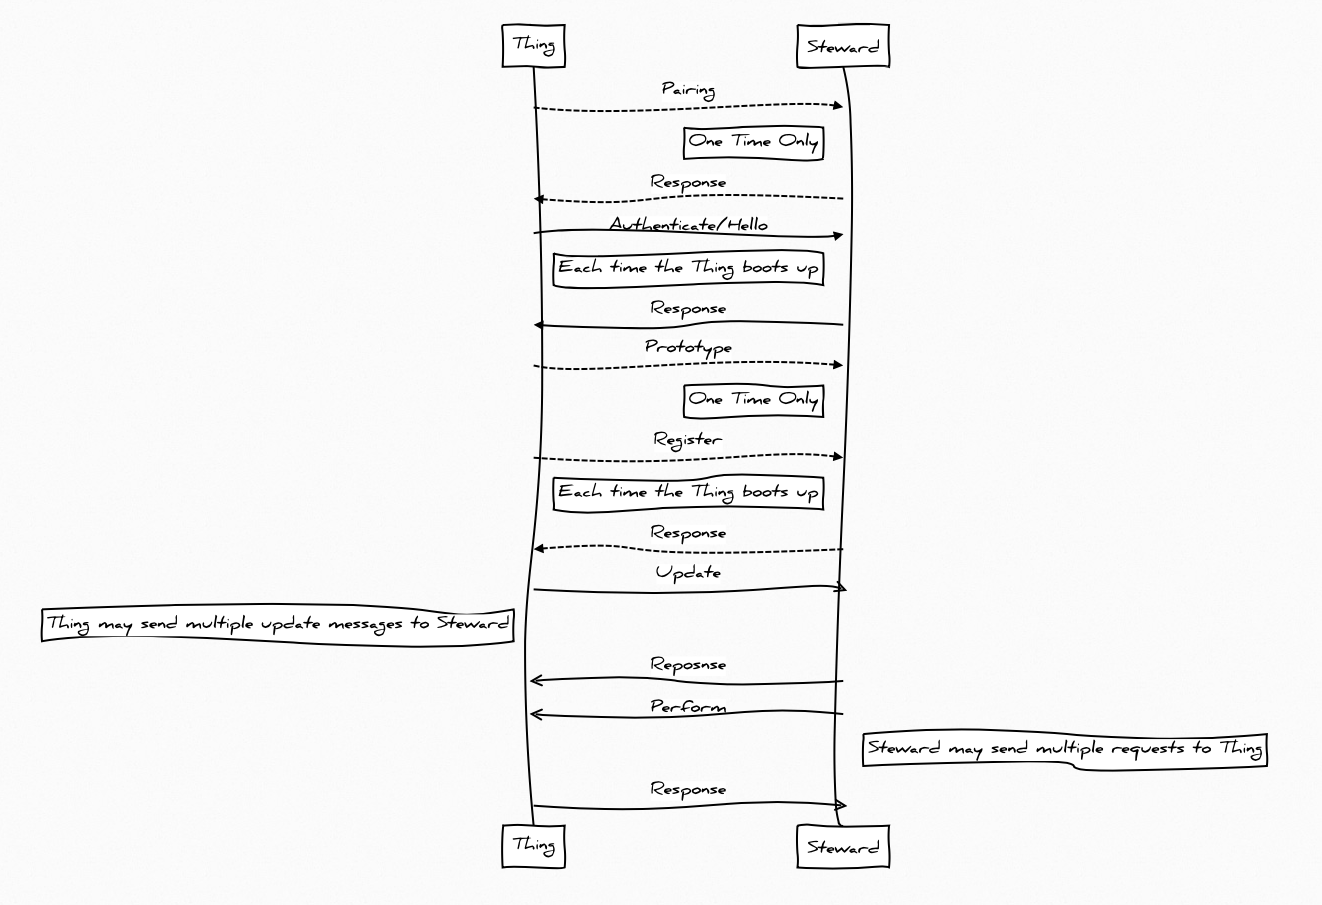 Thing
Steward
Pairing
One Time Only
Response
Authenticate/Hello
Each time the Thing boots up
Response
Prototype
One Time Only
Register
Each time the Thing boots up
Response
Update
Thing may send multiple update messages to Steward
Reposnse
Perform
Steward may send multiple requests to Thing
Response
Thing
Steward